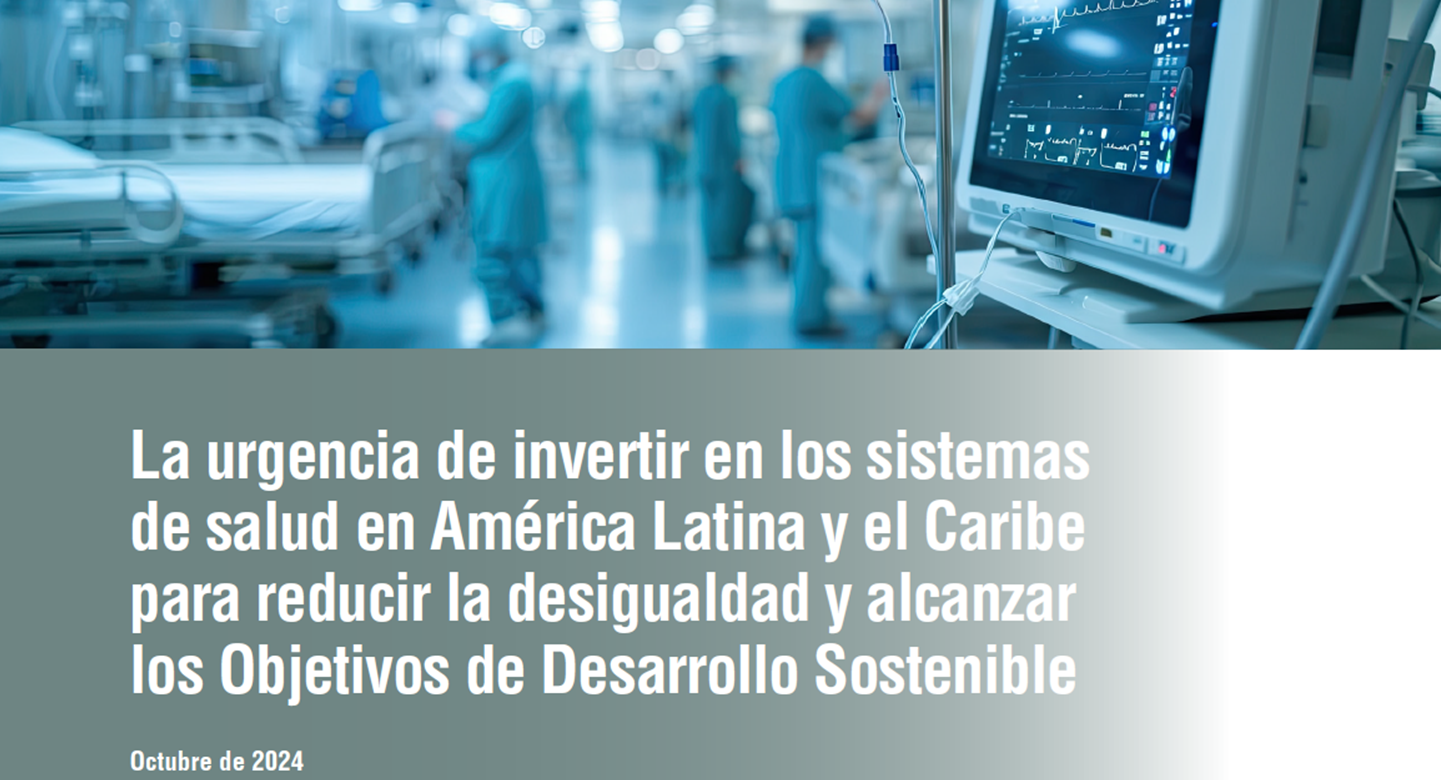 La urgencia de invertir en los sistemas
de salud en América Latina y el Caribe
para reducir la desigualdad y alcanzar
los Objetivos de Desarrollo Sostenible
Octubre de 2024